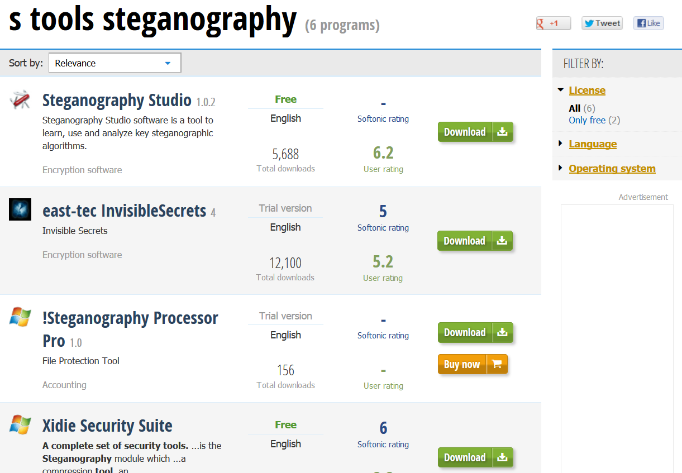 s tools steganography (6 programs)
+1 Tweet Like
Sort by: Relevance
FILTER BY:
License
All (6)
Only free (2)
Language
Operating system
Advertisement
Steganography Studio 1.0.2
Steganography Studio software is a tool to
learn, use and analyze key steganographic
algorithms.
Encryption software
Free
English
5,688
Total downloads
-
Softonic rating
6.2
User rating
Download
east-tec InvisibleSecrets 4
Invisible Secrets
Encryption software
Trial version
English
12,100
Total downloads
5
Softonic rating
5.2
User rating
Download
!Steganography Processor
Pro 1.0
File Protection Tool
Accounting
Trial version
English
156
Total downloads
-
Softonic rating
-
User rating
Download
Buy now
Xidie Security Suite
A complete set of security tools. ...is the
Steganography module which ...a
compression tool, an
Free
English
6
Softonic rating
Download